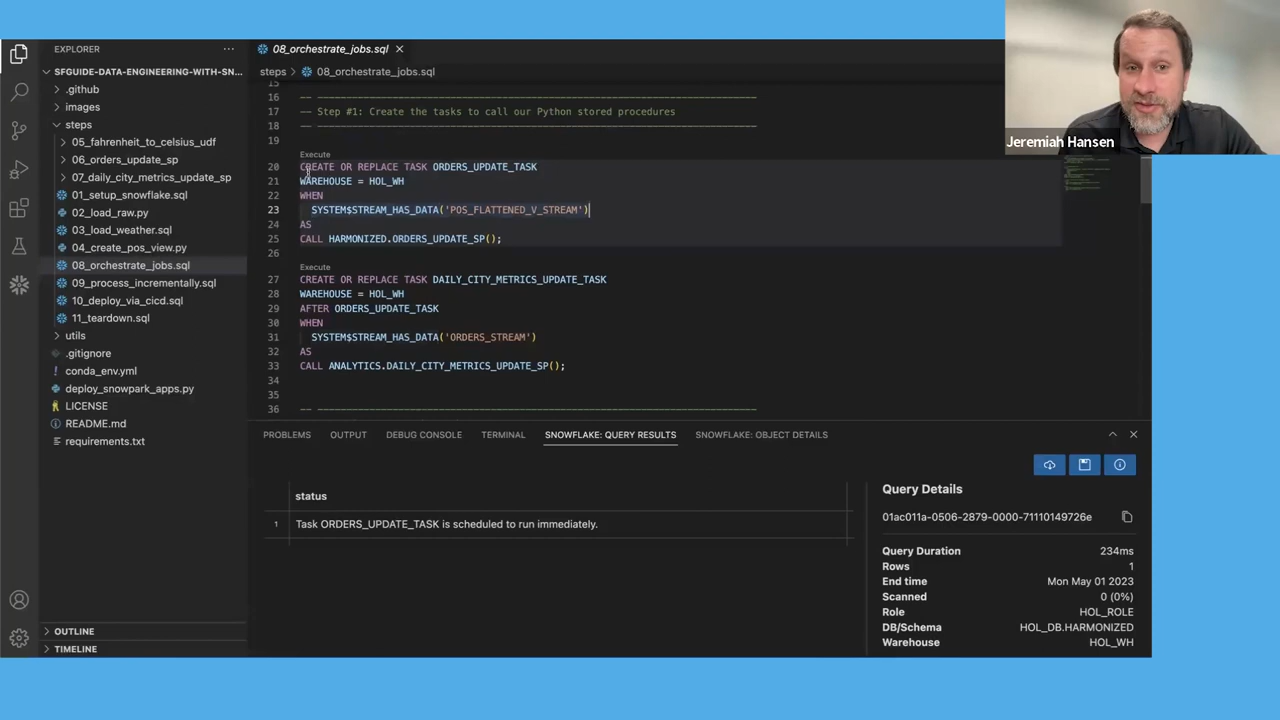 EXPLORER
SFGUIDE-DATA-ENGINEERING-WITH-SN...
.github
images
steps
05_fahrenheit_to_celsius_udf
06_orders_update_sp
07_daily_city_metrics_update_sp
01_setup_snowflake.sql
02_load_raw.py
03_load_weather.sql
04_create_pos_view.py
08_orchestrate_jobs.sql
09_process_incrementally.sql
10_deploy_via_cicd.sql
11_teardown.sql
utils
.gitignore
conda_env.yml
deploy_snowpark_apps.py
LICENSE
README.md
requirements.txt
OUTLINE
TIMELINE
08_orchestrate_jobs.sql
steps > 08_orchestrate_jobs.sql
15
16 -- ----------------------------------------------------------------------------
17 -- Step #1: Create the tasks to call our Python stored procedures
18 -- ----------------------------------------------------------------------------
19
Execute
20 CREATE OR REPLACE TASK ORDERS_UPDATE_TASK
21 WAREHOUSE = HOL_WH
22 WHEN
23 SYSTEM$STREAM_HAS_DATA('POS_FLATTENED_V_STREAM')
24 AS
25 CALL HARMONIZED.ORDERS_UPDATE_SP();
26
Execute
27 CREATE OR REPLACE TASK DAILY_CITY_METRICS_UPDATE_TASK
28 WAREHOUSE = HOL_WH
29 AFTER ORDERS_UPDATE_TASK
30 WHEN
31 SYSTEM$STREAM_HAS_DATA('ORDERS_STREAM')
32 AS
33 CALL ANALYTICS.DAILY_CITY_METRICS_UPDATE_SP();
34
35
36 -- ----------------------------------------------------------------------------
PROBLEMS OUTPUT DEBUG CONSOLE TERMINAL SNOWFLAKE: QUERY RESULTS SNOWFLAKE: OBJECT DETAILS
status
1 Task ORDERS_UPDATE_TASK is scheduled to run immediately.
Query Details
01ac011a-0506-2879-0000-71110149726e
Query Duration 234ms
Rows 1
End time Mon May 01 2023
Scanned 0 (0%)
Role HOL_ROLE
DB/Schema HOL_DB.HARMONIZED
Warehouse HOL_WH
Jeremiah Hansen